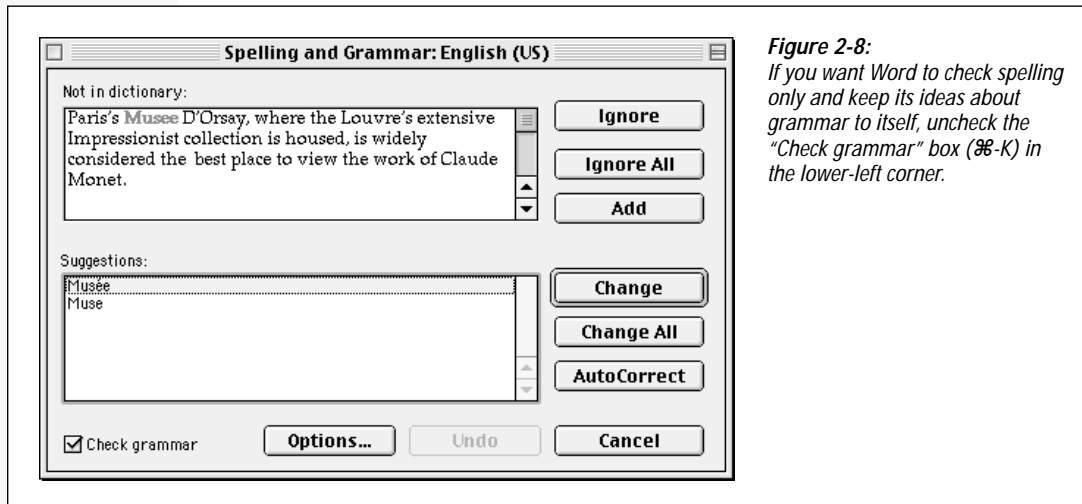 Spelling and Grammar: English (US)
Not in dictionary:
Paris's Musee D'Orsay, where the Louvre's extensive
Impressionist collection is housed, is widely
considered the best place to view the work of Claude
Monet.
Ignore
Ignore All
Add
Suggestions:
Musée
Muse
Change
Change All
AutoCorrect
Check grammar
Options...
Undo
Cancel
Figure 2-8:
If you want Word to check spelling
only and keep its ideas about
grammar to itself, uncheck the
“Check grammar” box (⌘-K) in
the lower-left corner.